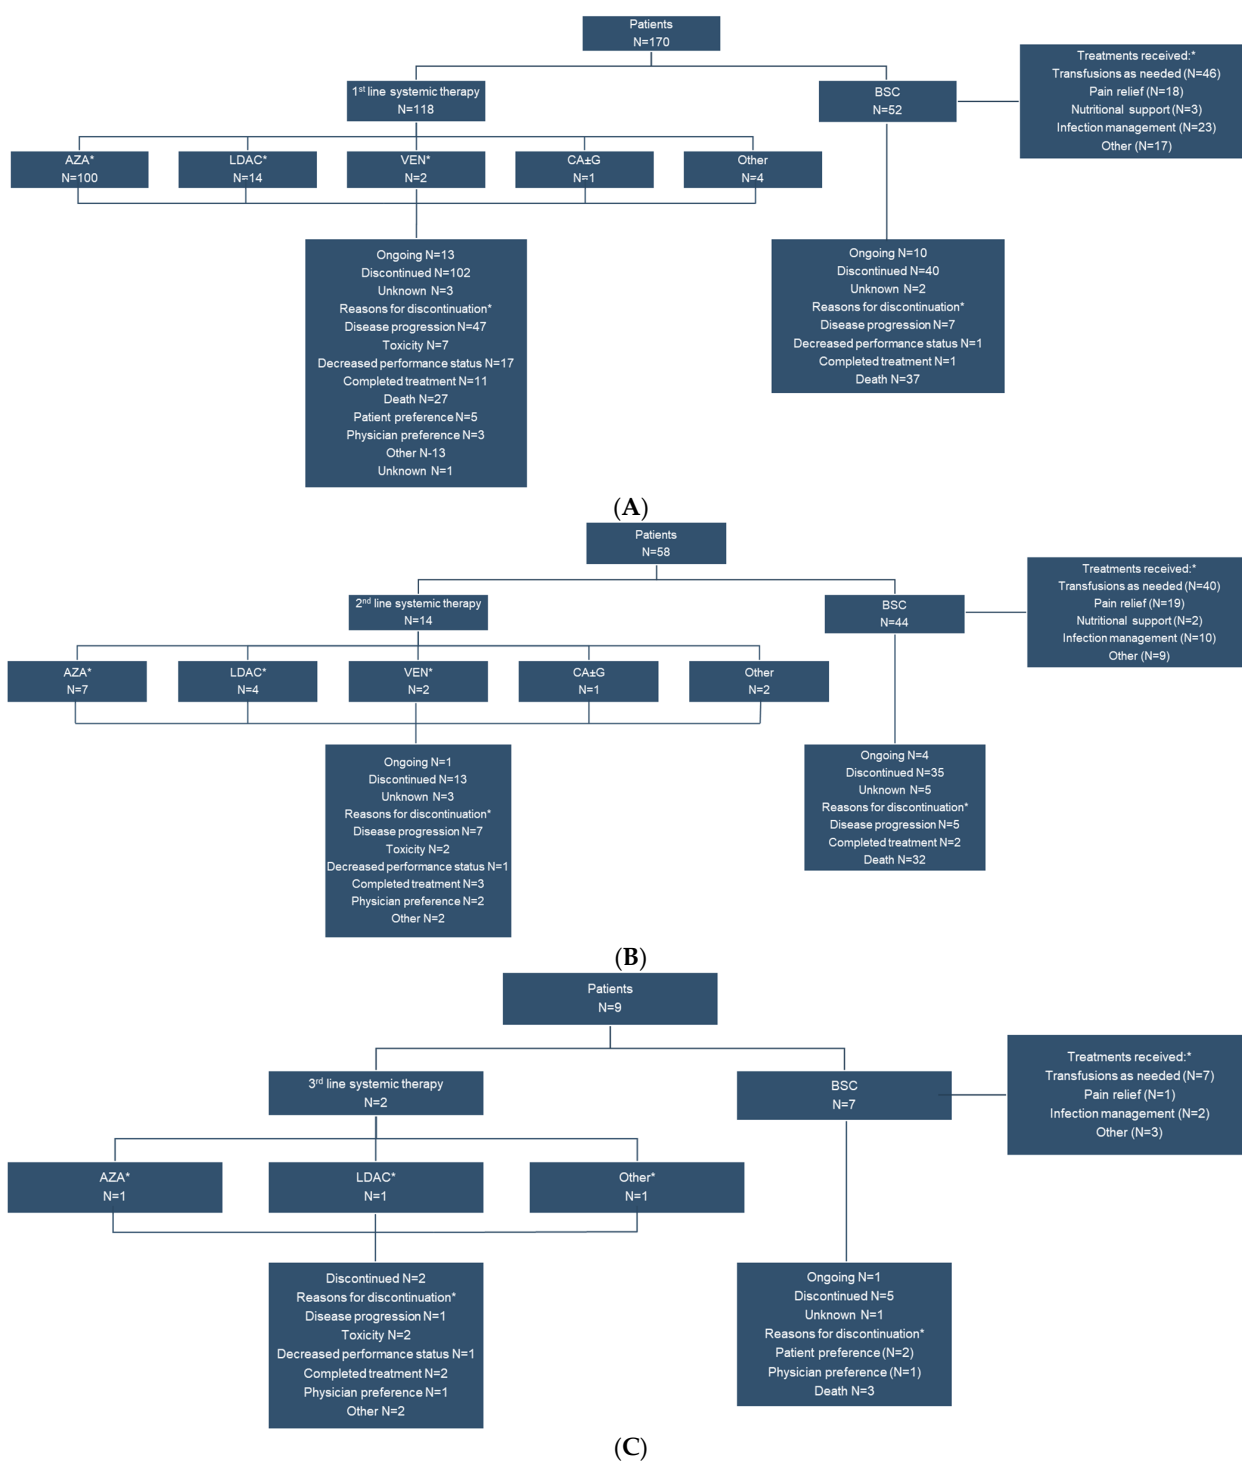 Patients
N=170
1st line systemic therapy
N=118
BSC
N=52
Treatments received:*
Transfusions as needed (N=46)
Pain relief (N=18)
Nutritional support (N=3)
Infection management (N=23)
Other (N=17)
AZA*
N=100
LDAC*
N=14
VEN*
N=2
CA±G
N=1
Other
N=4
Ongoing N=13
Discontinued N=102
Unknown N=3
Reasons for discontinuation*
Disease progression N=47
Toxicity N=7
Decreased performance status N=17
Completed treatment N=11
Death N=27
Patient preference N=5
Physician preference N=3
Other N-13
Unknown N=1
Ongoing N=10
Discontinued N=40
Unknown N=2
Reasons for discontinuation*
Disease progression N=7
Decreased performance status N=1
Completed treatment N=1
Death N=37
(A)
Patients
N=58
2nd line systemic therapy
N=14
BSC
N=44
Treatments received:*
Transfusions as needed (N=40)
Pain relief (N=19)
Nutritional support (N=2)
Infection management (N=10)
Other (N=9)
AZA*
N=7
LDAC*
N=4
VEN*
N=2
CA±G
N=1
Other
N=2
Ongoing N=1
Discontinued N=13
Unknown N=3
Reasons for discontinuation*
Disease progression N=7
Toxicity N=2
Decreased performance status N=1
Completed treatment N=3
Physician preference N=2
Other N=2
Ongoing N=4
Discontinued N=35
Unknown N=5
Reasons for discontinuation*
Disease progression N=5
Completed treatment N=2
Death N=32
(B)
Patients
N=9
3rd line systemic therapy
N=2
BSC
N=7
Treatments received:*
Transfusions as needed (N=7)
Pain relief (N=1)
Infection management (N=2)
Other (N=3)
AZA*
N=1
LDAC*
N=1
Other*
N=1
Discontinued N=2
Reasons for discontinuation*
Disease progression N=1
Toxicity N=2
Decreased performance status N=1
Completed treatment N=2
Physician preference N=1
Other N=2
Ongoing N=1
Discontinued N=5
Unknown N=1
Reasons for discontinuation*
Patient preference (N=2)
Physician preference (N=1)
Death N=3
(C)